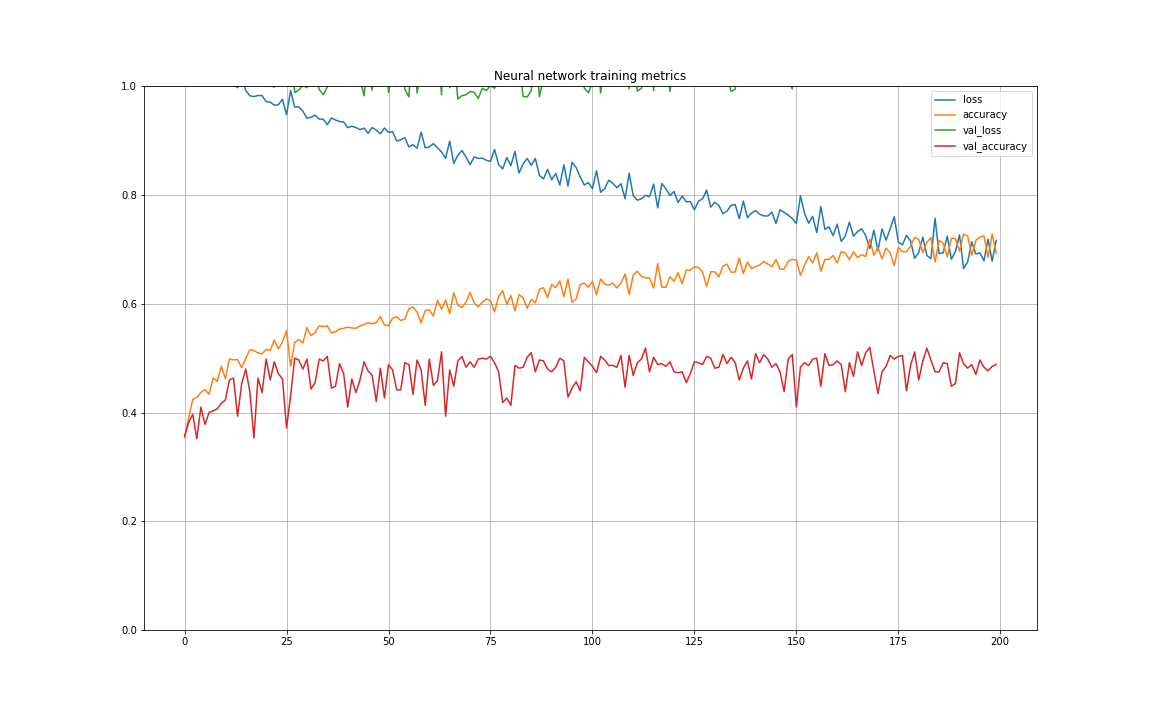 Neural network training metrics
1.0
0.8
0.6
0.4
0.2
0.0
0 25 50 75 100 125 150 175 200
loss
accuracy
val_loss
val_accuracy